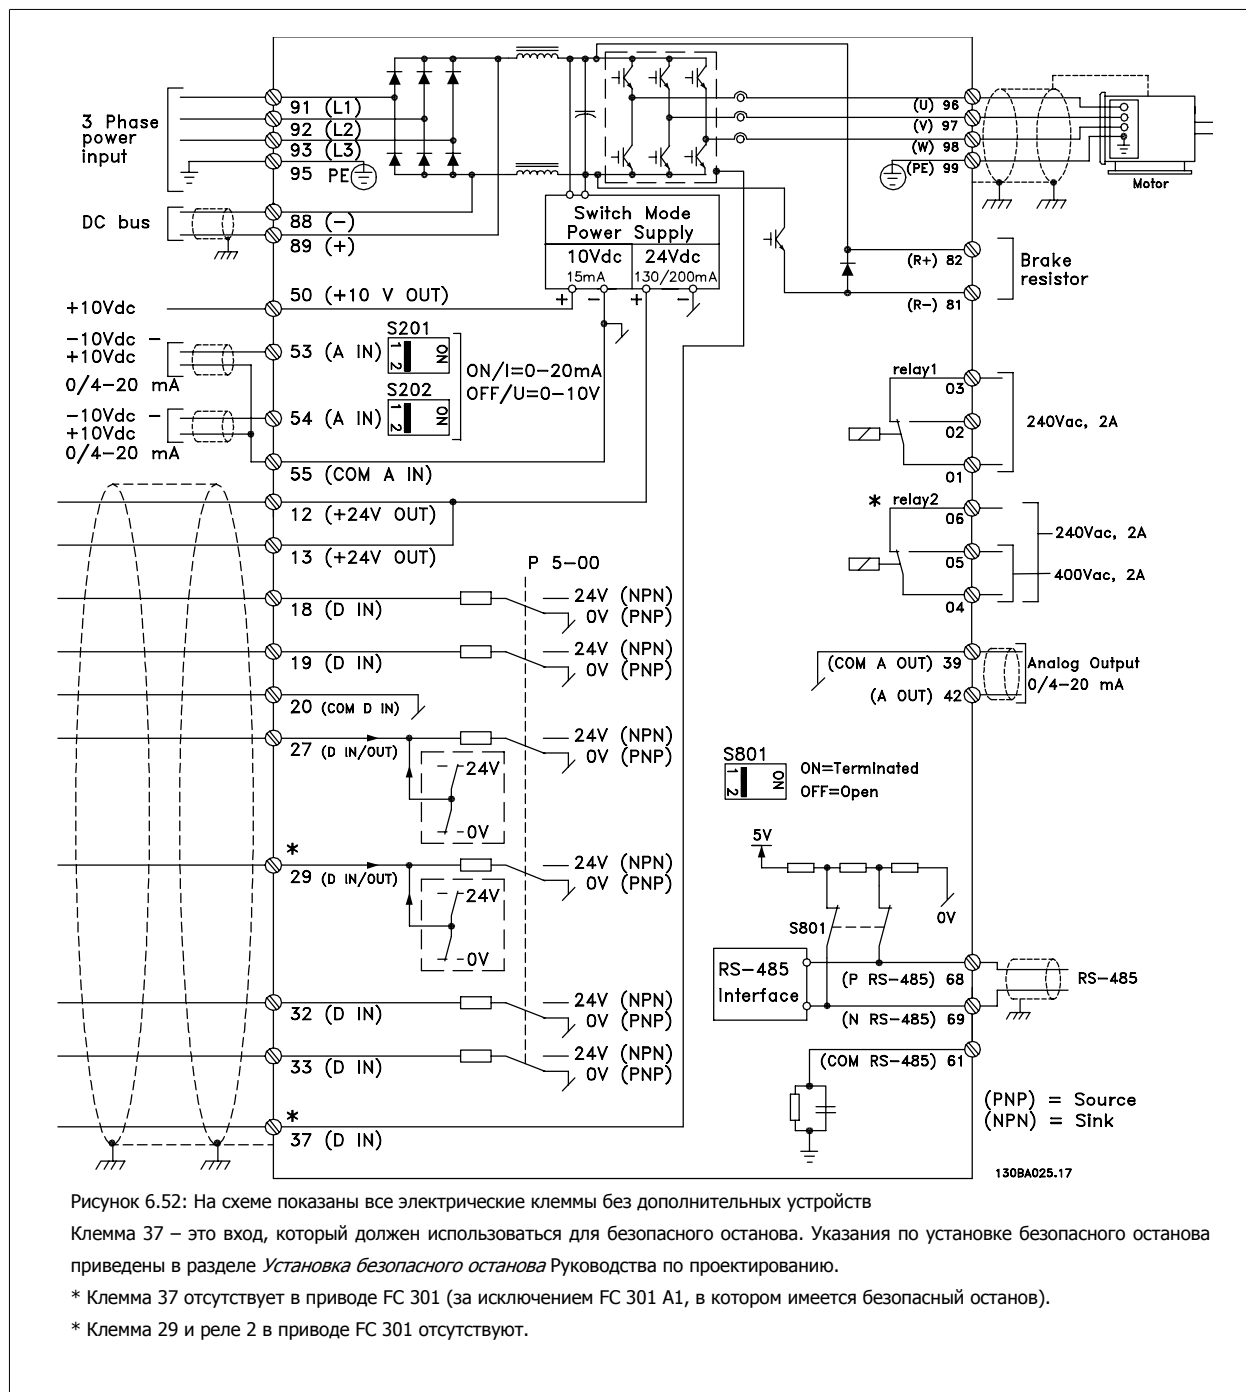 3 Phase
power
input
91 (L1)
92 (L2)
93 (L3)
95 PE
DC bus
88 (−)
89 (+)
+10Vdc
50 (+10 V OUT)
Switch Mode
Power Supply
10Vdc
15mA
24Vdc
130/200mA
+ − + −
(U) 96
(V) 97
(W) 98
(PE) 99
Motor
(R+) 82
Brake
resistor
(R−) 81
−10Vdc −
+10Vdc
0/4−20 mA
53 (A IN)
S201
1 2
ON
ON/I=0−20mA
OFF/U=0−10V
S202
1 2
ON
−10Vdc −
+10Vdc
0/4−20 mA
54 (A IN)
55 (COM A IN)
12 (+24V OUT)
13 (+24V OUT)
P 5-00
18 (D IN)
24V (NPN)
0V (PNP)
19 (D IN)
24V (NPN)
0V (PNP)
20 (COM D IN)
27 (D IN/OUT)
24V
0V
24V (NPN)
0V (PNP)
*
29 (D IN/OUT)
24V
0V
24V (NPN)
0V (PNP)
32 (D IN)
24V (NPN)
0V (PNP)
33 (D IN)
24V (NPN)
0V (PNP)
*
37 (D IN)
relay1
03
02
01
240Vac, 2A
* relay2
06
05
04
240Vac, 2A
400Vac, 2A
(COM A OUT) 39
(A OUT) 42
Analog Output
0/4−20 mA
S801
1 2
ON
ON=Terminated
OFF=Open
5V
S801
0V
RS−485
Interface
(P RS−485) 68
(N RS−485) 69
RS−485
(COM RS−485) 61
(PNP) = Source
(NPN) = Sink
130BA025.17
Рисунок 6.52: На схеме показаны все электрические клеммы без дополнительных устройств
Клемма 37 – это вход, который должен использоваться для безопасного останова. Указания по установке безопасного останова
приведены в разделе Установка безопасного останова Руководства по проектированию.
* Клемма 37 отсутствует в приводе FC 301 (за исключением FC 301 A1, в котором имеется безопасный останов).
* Клемма 29 и реле 2 в приводе FC 301 отсутствуют.